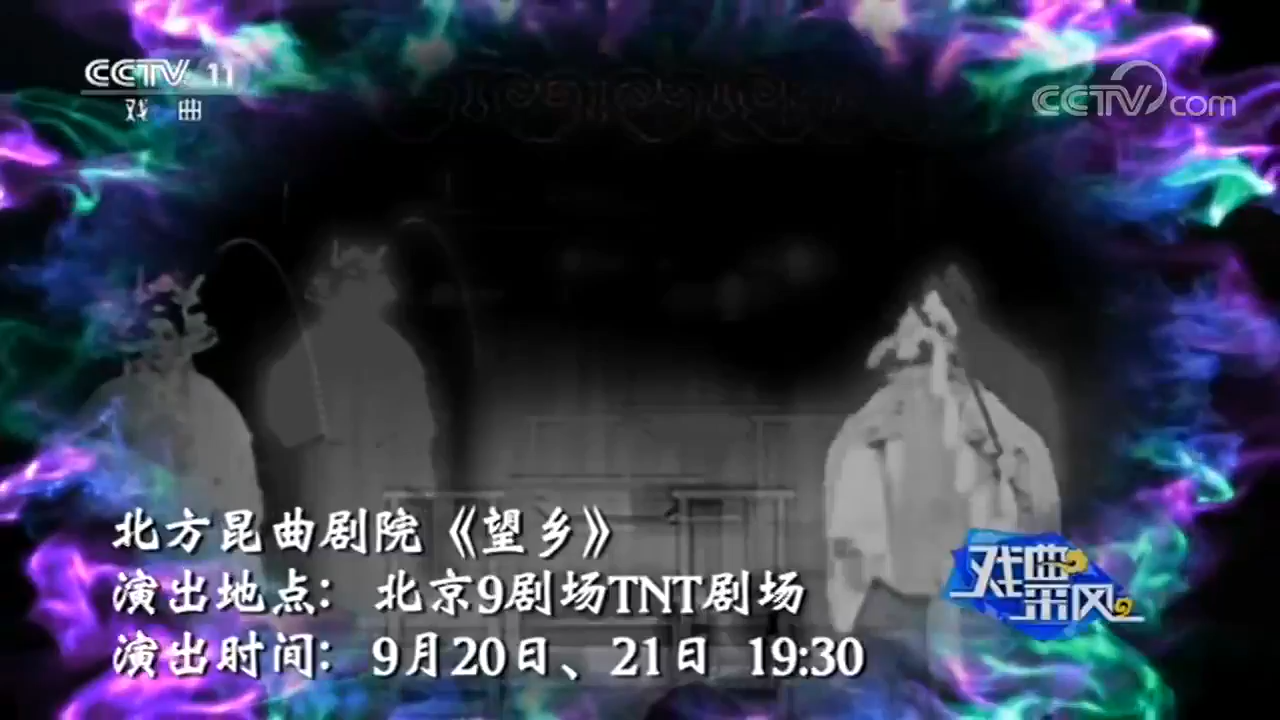 CCTV 11
戏曲
CCTV.com
北方昆曲剧院《望乡》
演出地点： 北京9剧场TNT剧场
演出时间： 9月20日、21日 19:30
戏曲采风